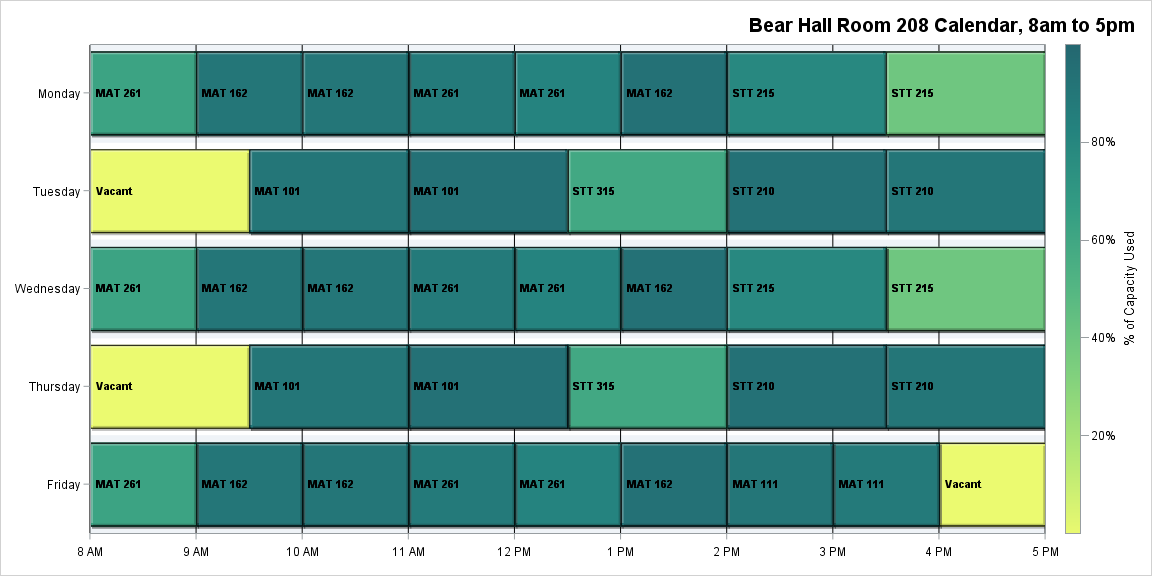 Bear Hall Room 208 Calendar, 8am to 5pm
Monday MAT 261 MAT 162 MAT 162 MAT 261 MAT 261 MAT 162 STT 215 STT 215
Tuesday Vacant MAT 101 MAT 101 STT 315 STT 210 STT 210
Wednesday MAT 261 MAT 162 MAT 162 MAT 261 MAT 261 MAT 162 STT 215 STT 215
Thursday Vacant MAT 101 MAT 101 STT 315 STT 210 STT 210
Friday MAT 261 MAT 162 MAT 162 MAT 261 MAT 261 MAT 162 MAT 111 MAT 111 Vacant
8 AM 9 AM 10 AM 11 AM 12 PM 1 PM 2 PM 3 PM 4 PM 5 PM
80%
60%
40%
20%
% of Capacity Used